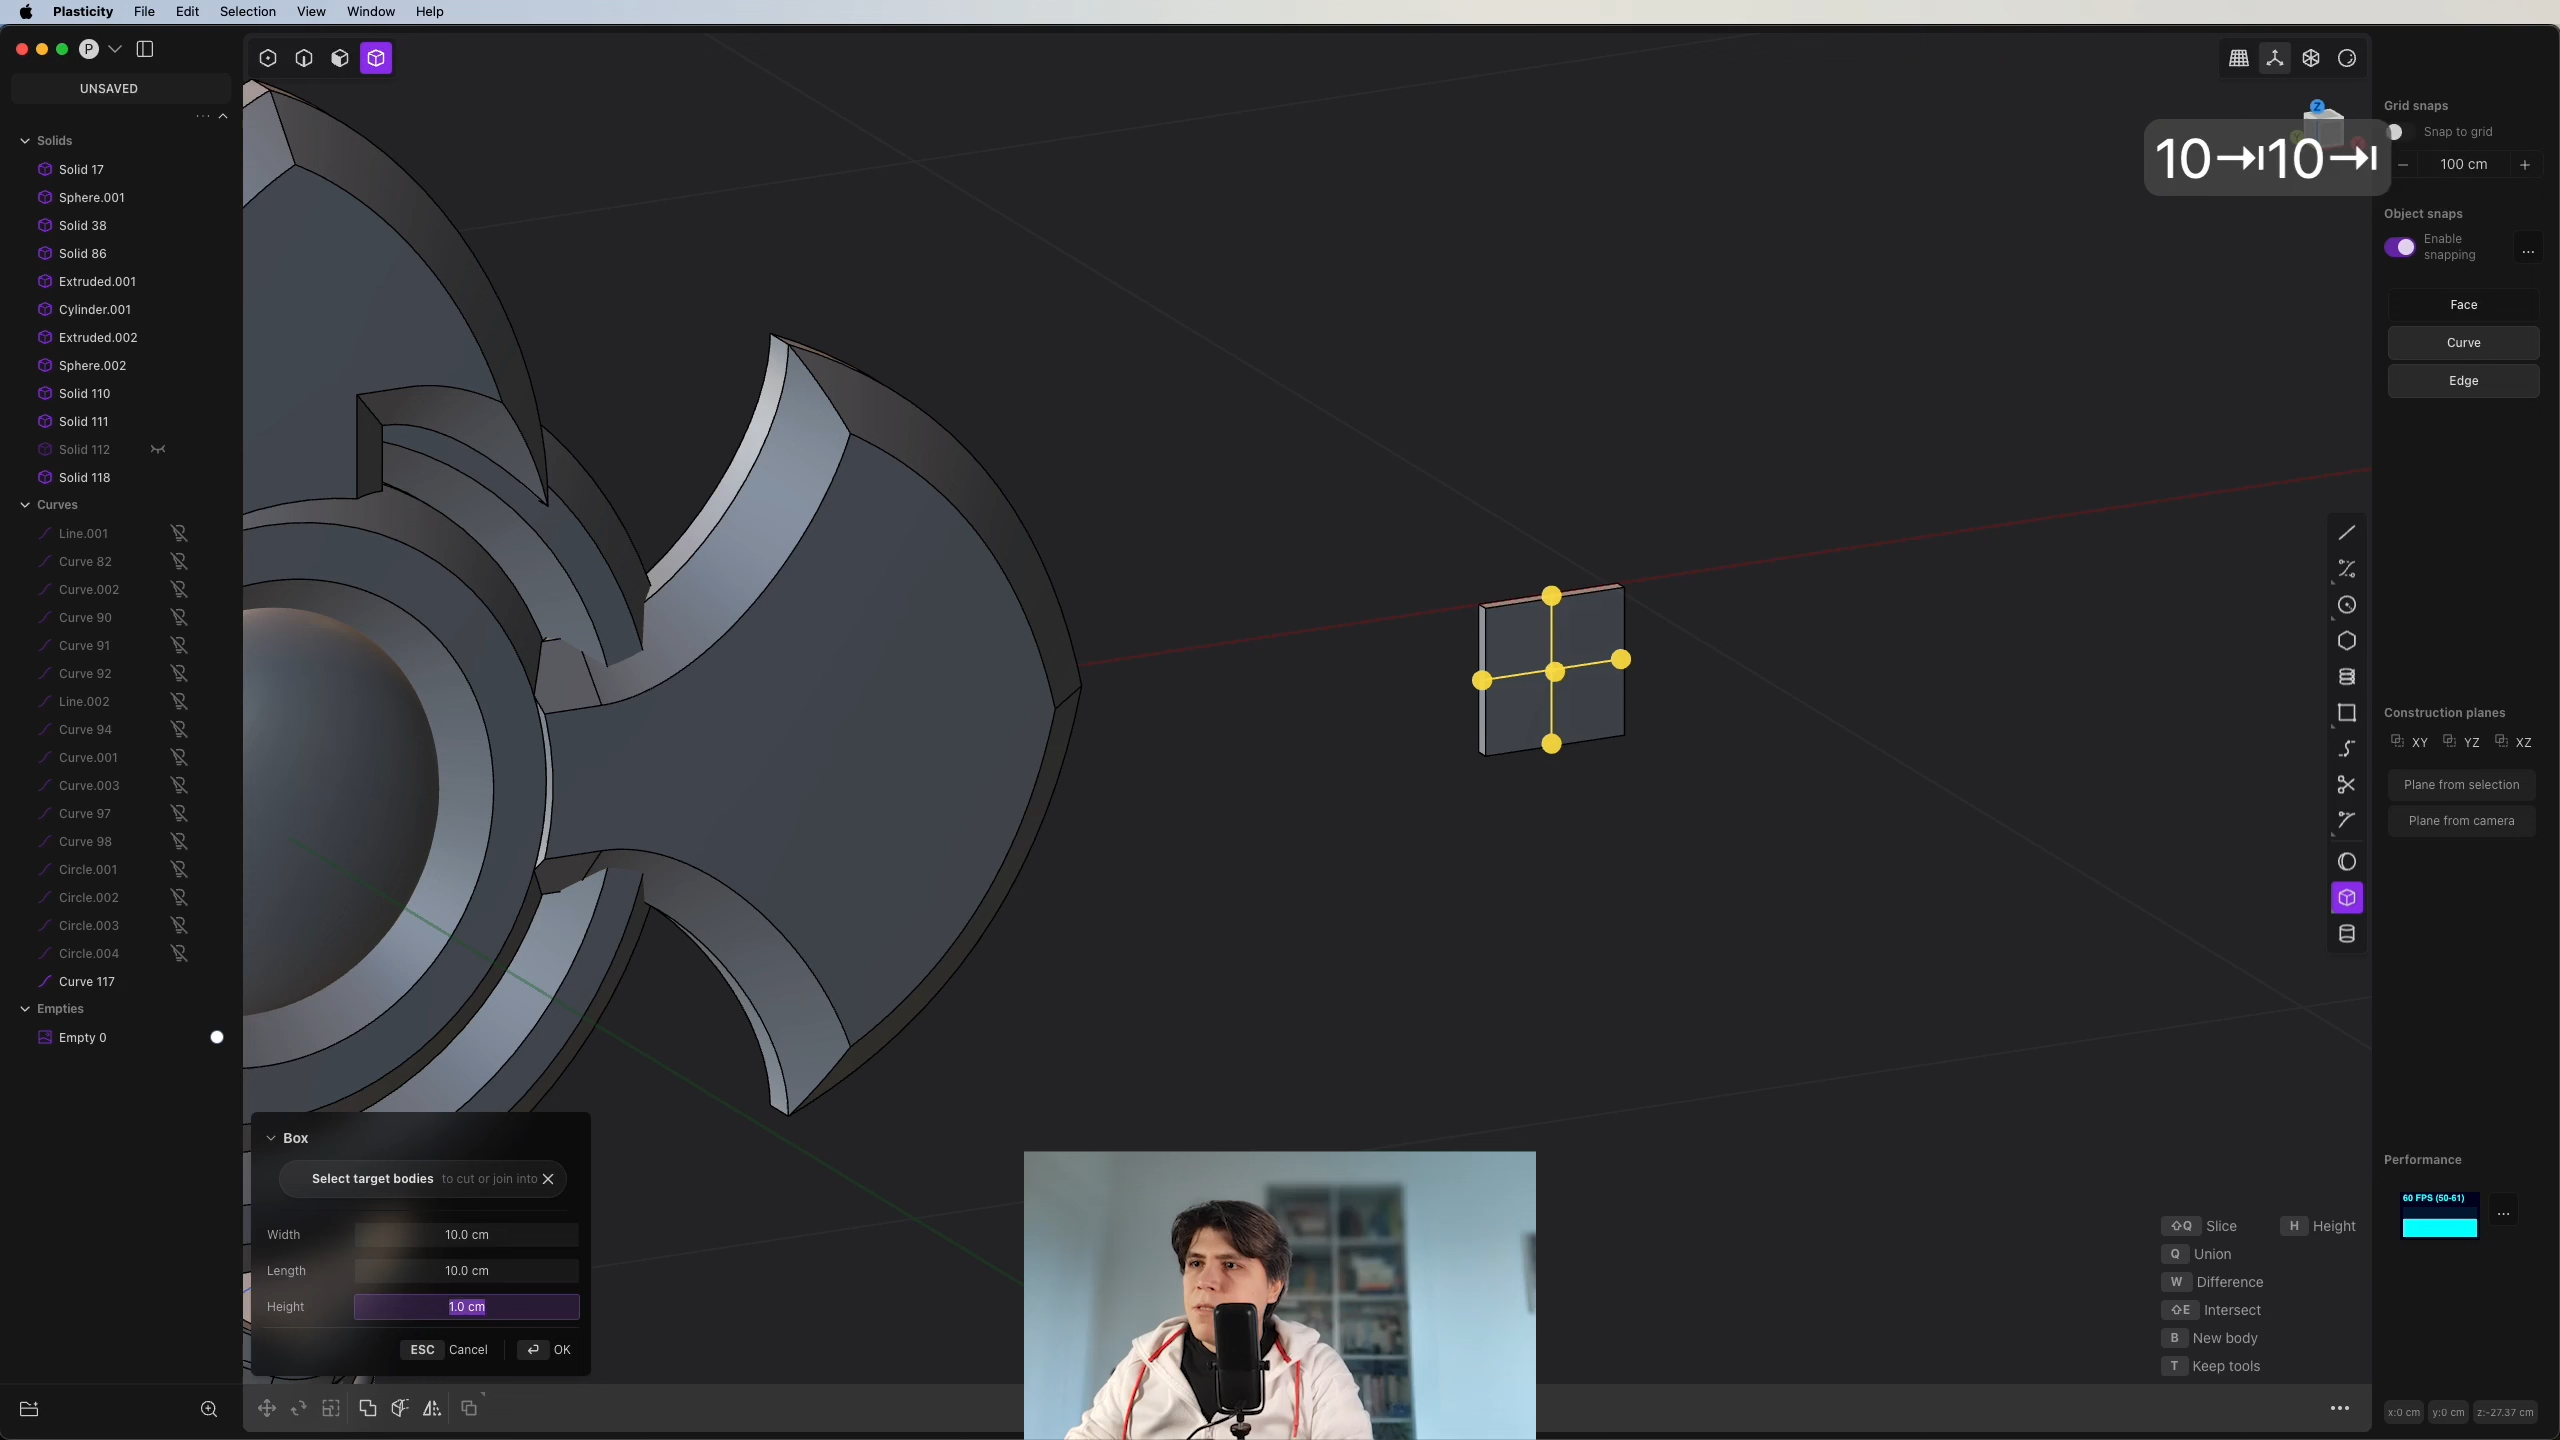 Plasticity File Edit Selection View Window Help
P
UNSAVED
Solids
Solid 17
Sphere.001
Solid 38
Solid 86
Extruded.001
Cylinder.001
Extruded.002
Sphere.002
Solid 110
Solid 111
Solid 112
Solid 118
Curves
Line.001
Curve 82
Curve.002
Curve 90
Curve 91
Curve 92
Line.002
Curve 94
Curve.001
Curve.003
Curve 97
Curve 98
Circle.001
Circle.002
Circle.003
Circle.004
Curve 117
Empties
Empty 0
Z
10⇥10⇥
Grid snaps
Snap to grid
− 100 cm +
Object snaps
Enable
snapping
...
Face
Curve
Edge
Construction planes
XY YZ XZ
Plane from selection
Plane from camera
Performance
60 FPS (50-61)
...
Box
Select target bodies to cut or join into
Width 10.0 cm
Length 10.0 cm
Height 1.0 cm
ESC Cancel OK
⇧Q Slice H Height
Q Union
W Difference
⇧E Intersect
B New body
T Keep tools
x:0 cm y:0 cm z:-27.37 cm